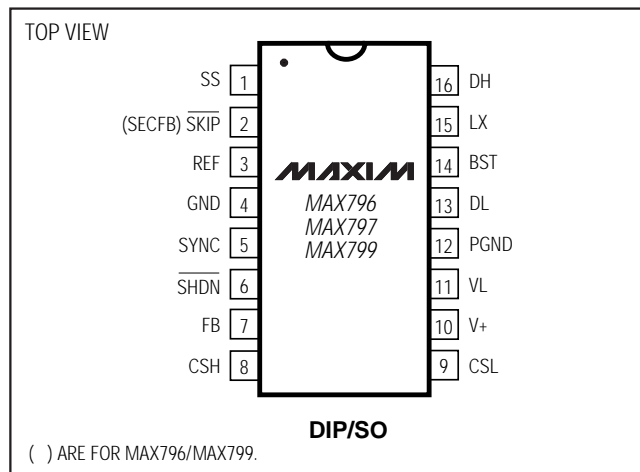 TOP VIEW
SS 1
16 DH
(SECFB) SKIP 2
15 LX
REF 3
14 BST
MAXIM
GND 4
MAX796
13 DL
MAX797
SYNC 5
MAX799
12 PGND
SHDN 6
11 VL
FB 7
10 V+
CSH 8
9 CSL
DIP/SO
( ) ARE FOR MAX796/MAX799.